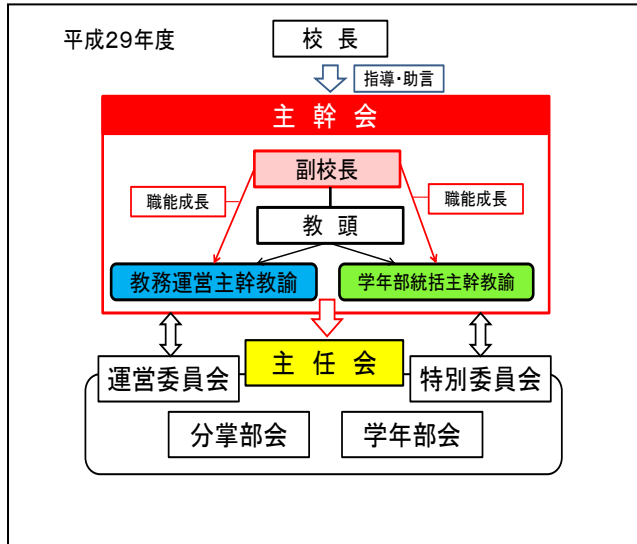 平成29年度
校 長
指導・助言
主 幹 会
副校長
職能成長
職能成長
教 頭
教務運営主幹教諭
学年部統括主幹教諭
運営委員会
主 任 会
特別委員会
分掌部会
学年部会